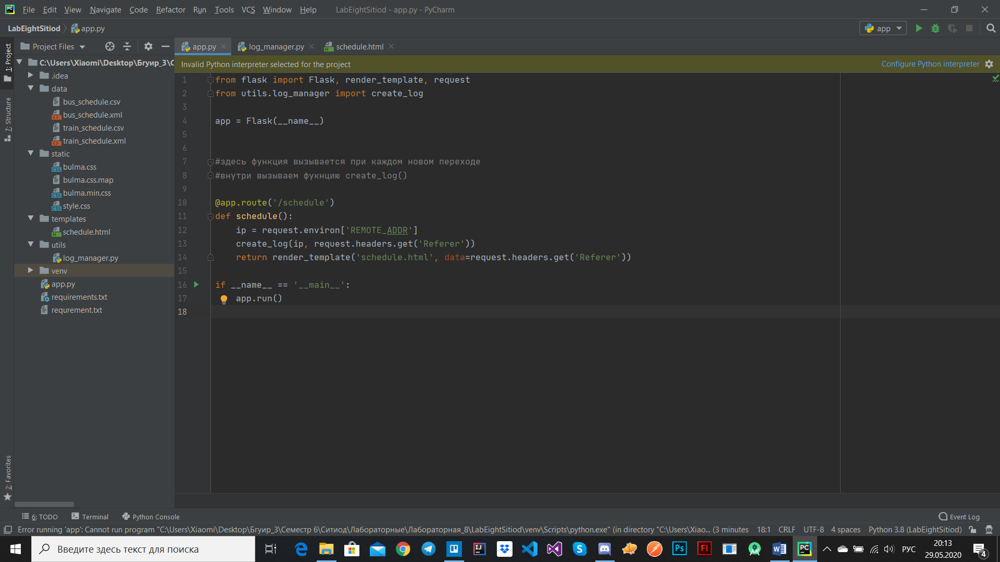 File Edit View Navigate Code Refactor Run Tools VCS Window Help LabEightSitiod - app.py - PyCharm
LabEightSitiod app.py
app
Project Files
app.py log_manager.py schedule.html
1: Project
7: Structure
2: Favorites
C:\Users\Xiaomi\Desktop\Бгуир_3\С
.idea
data
bus_schedule.csv
bus_schedule.xml
train_schedule.csv
train_schedule.xml
static
bulma.css
bulma.css.map
bulma.min.css
style.css
templates
schedule.html
utils
log_manager.py
venv
app.py
requirements.txt
requrement.txt
Invalid Python interpreter selected for the project Configure Python interpreter
1 from flask import Flask, render_template, request
2 from utils.log_manager import create_log
3
4 app = Flask(__name__)
5
6
7 #здесь функция вызывается при каждом новом переходе
8 #внутри вызываем фукнцию create_log()
9
10 @app.route('/schedule')
11 def schedule():
12 ip = request.environ['REMOTE_ADDR']
13 create_log(ip, request.headers.get('Referer'))
14 return render_template('schedule.html', data=request.headers.get('Referer'))
15
16 if __name__ == '__main__':
17 app.run()
18
6: TODO Terminal Python Console Event Log
Error running 'app': Cannot run program "C:\Users\Xiaomi\Desktop\Бгуир_3\Семестр 6\Ситиод\Лабораторные\Лабораторная_8\LabEightSitiod\venv\Scripts\python.exe" (in directory "C:\Users\Xiao... (3 minutes 18:1 CRLF UTF-8 4 spaces Python 3.8 (LabEightSitiod)
Введите здесь текст для поиска
РУС
20:13
29.05.2020
4